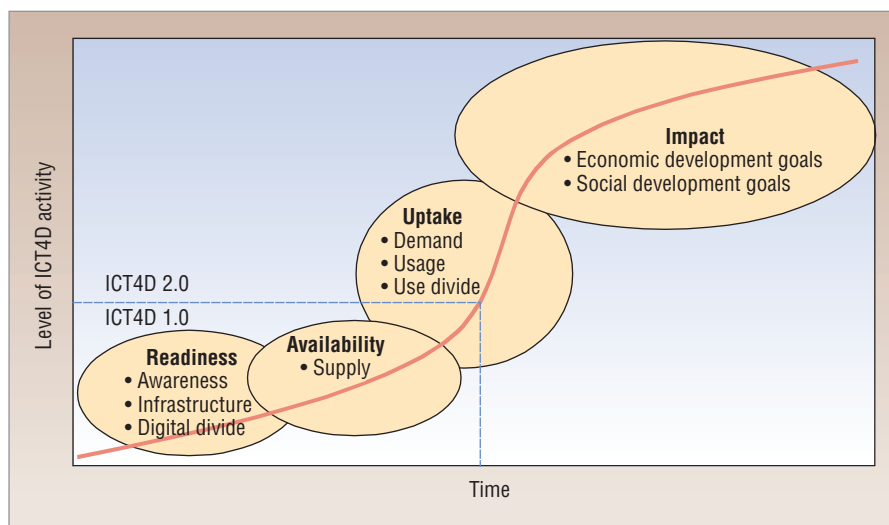 Impact
• Economic development goals
• Social development goals
Uptake
• Demand
• Usage
• Use divide
ICT4D 2.0
ICT4D 1.0
Availability
• Supply
Readiness
• Awareness
• Infrastructure
• Digital divide
Level of ICT4D activity
Time